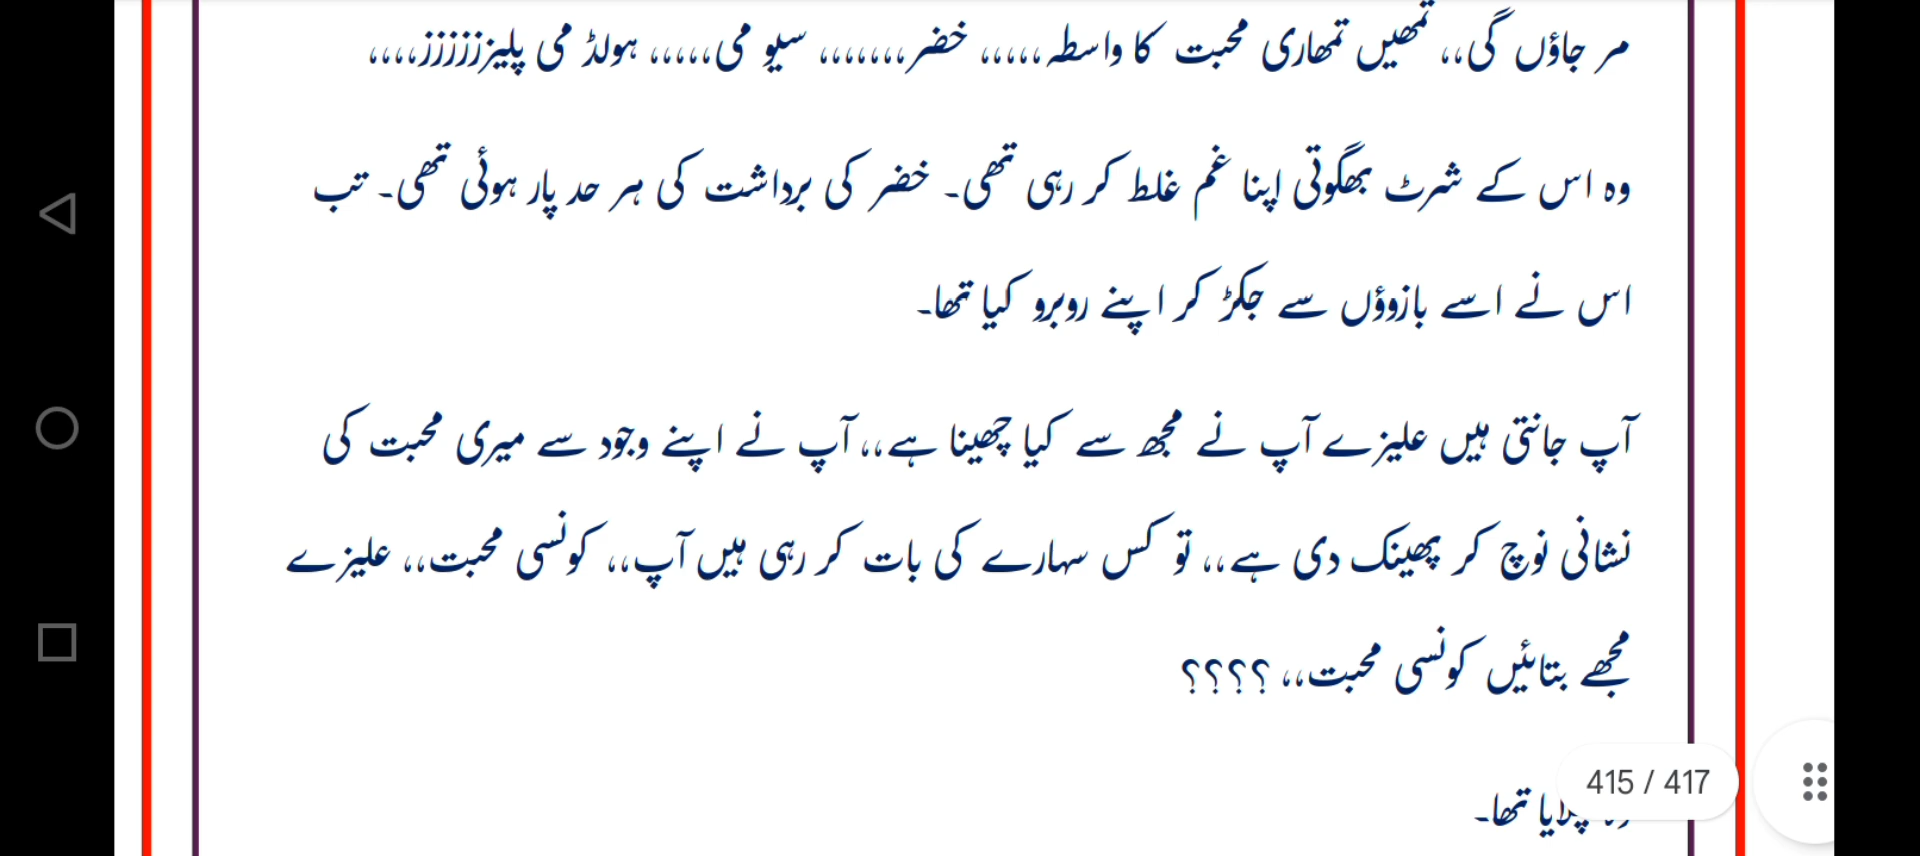 مر جاؤں گی،، تمھیں تمھاری محبت کا واسطہ،،،،، خضر،،،،،،، سیو می،،،،، ہولڈ می پلیززززز،،،،
وہ اس کے شرٹ بھگوتی اپنا غم غلط کر رہی تھی۔ خضر کی برداشت کی ہر حد پار ہوئی تھی۔ تب
اس نے اسے بازوؤں سے جکڑ کر اپنے روبرو کیا تھا۔
آپ جانتی ہیں علیزے آپ نے مجھ سے کیا چھینا ہے،، آپ نے اپنے وجود سے میری محبت کی
نشانی نوچ کر پھینک دی ہے،، تو کس سہارے کی بات کر رہی ہیں آپ،، کونسی محبت،، علیزے
مجھے بتائیں کونسی محبت،، ؟؟؟؟
تھا۔
415 / 417